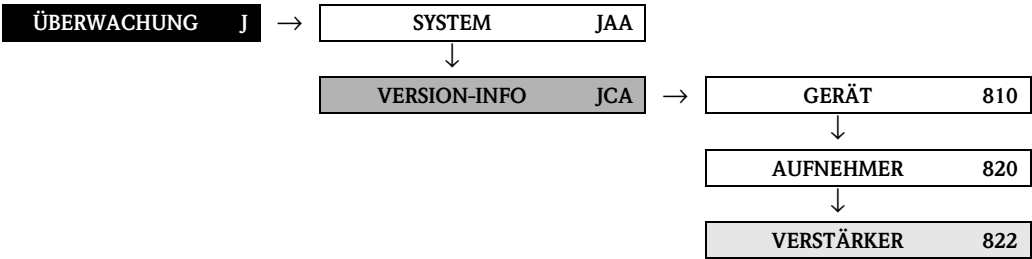 ÜBERWACHUNG J → SYSTEM JAA
↓
VERSION-INFO JCA → GERÄT 810
↓
AUFNEHMER 820
↓
VERSTÄRKER 822